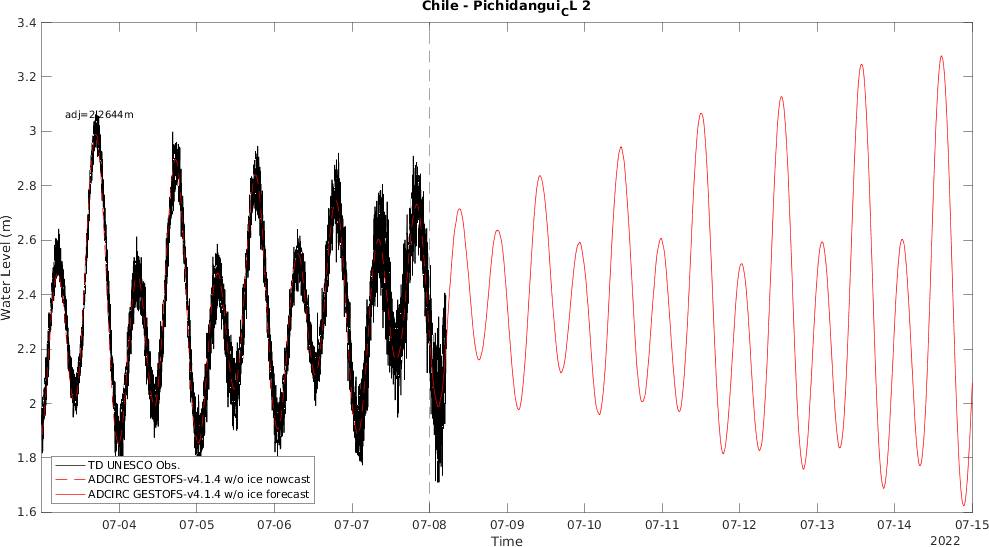 Chile - PichidanguiCL 2
3.4
3.2
3
2.8
2.6
2.4
2.2
2
1.8
1.6
Water Level (m)
adj=2.2644m
TD UNESCO Obs.
ADCIRC GESTOFS-v4.1.4 w/o ice nowcast
ADCIRC GESTOFS-v4.1.4 w/o ice forecast
07-04 07-05 07-06 07-07 07-08 07-09 07-10 07-11 07-12 07-13 07-14 07-15
Time
2022